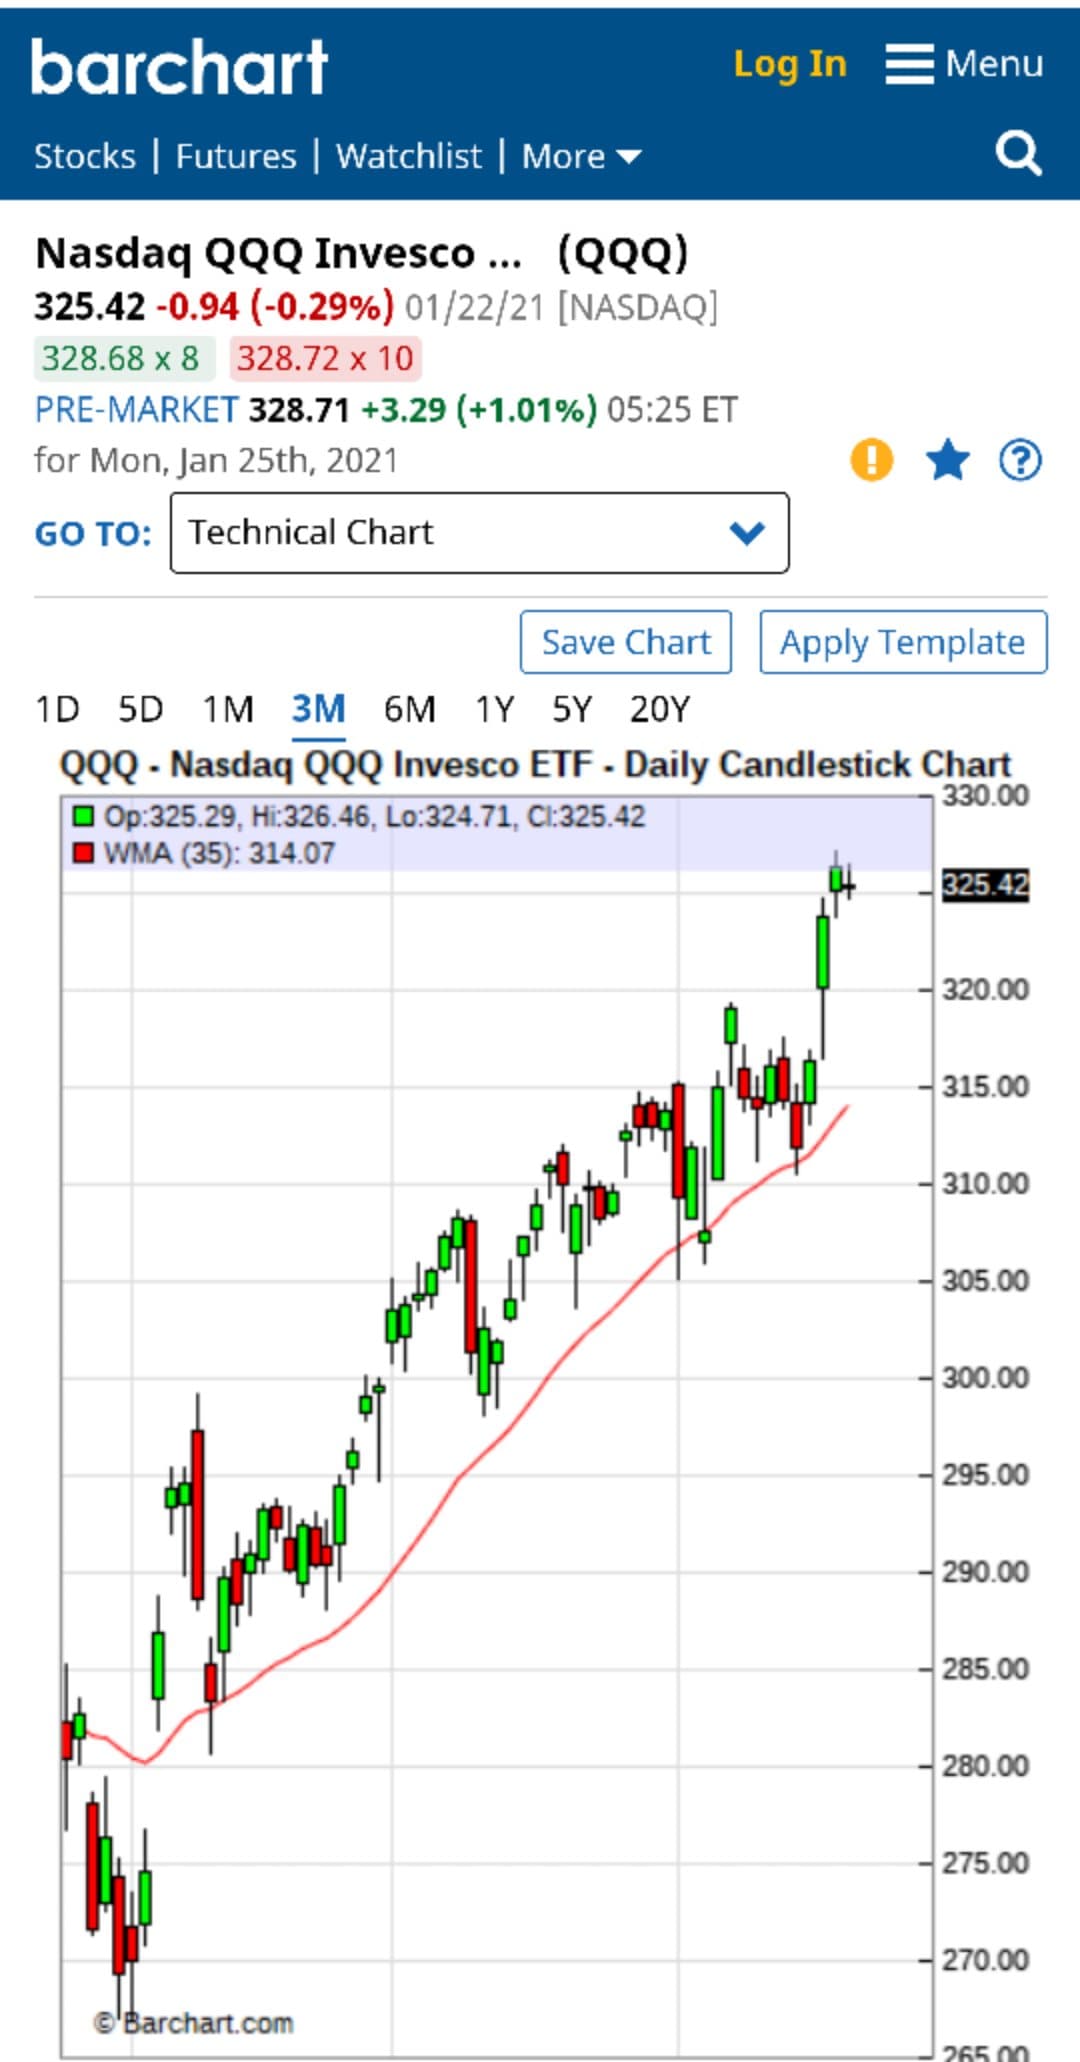 barchart
Log In
Menu
Stocks | Futures | Watchlist | More
Nasdaq QQQ Invesco ... (QQQ)
325.42 -0.94 (-0.29%) 01/22/21 [NASDAQ]
328.68 x 8 328.72 x 10
PRE-MARKET 328.71 +3.29 (+1.01%) 05:25 ET
for Mon, Jan 25th, 2021
GO TO: Technical Chart
Save Chart
Apply Template
1D 5D 1M 3M 6M 1Y 5Y 20Y
QQQ - Nasdaq QQQ Invesco ETF - Daily Candlestick Chart
Op:325.29, Hi:326.46, Lo:324.71, Cl:325.42
WMA (35): 314.07
330.00
325.42
320.00
315.00
310.00
305.00
300.00
295.00
290.00
285.00
280.00
275.00
270.00
© Barchart.com
265.00